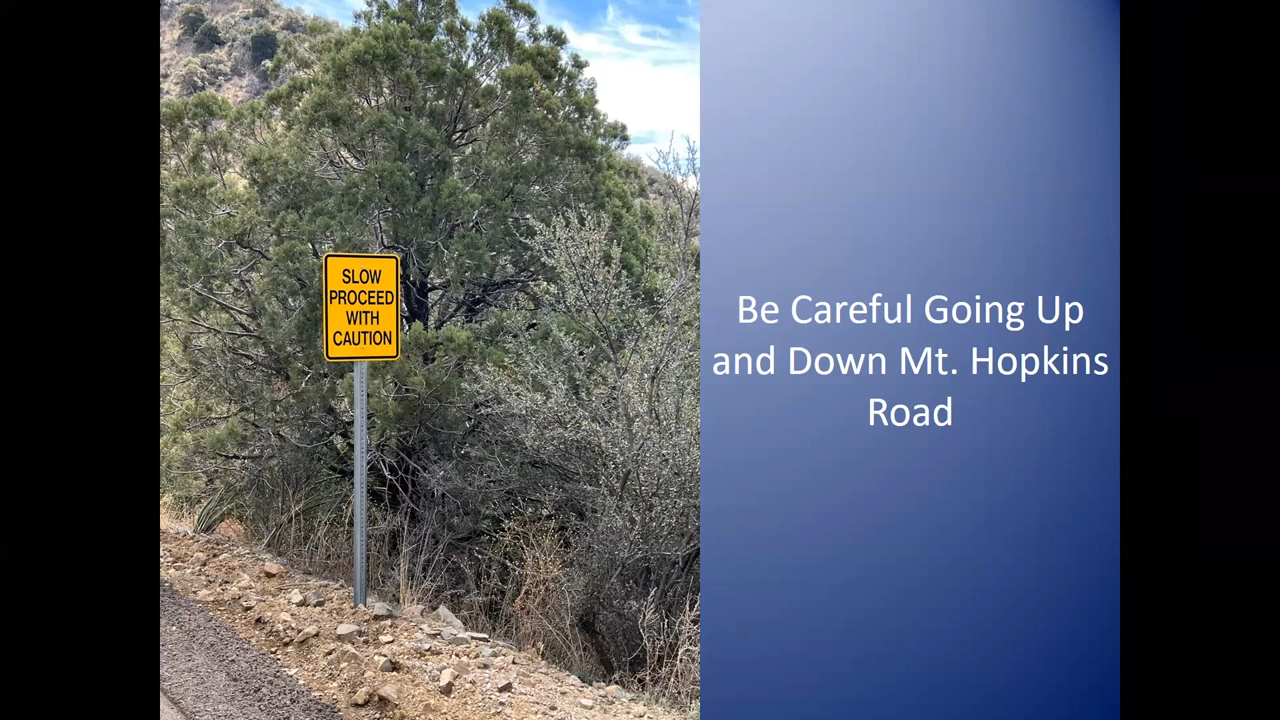 SLOW
PROCEED
WITH
CAUTION
Be Careful Going Up
and Down Mt. Hopkins
Road